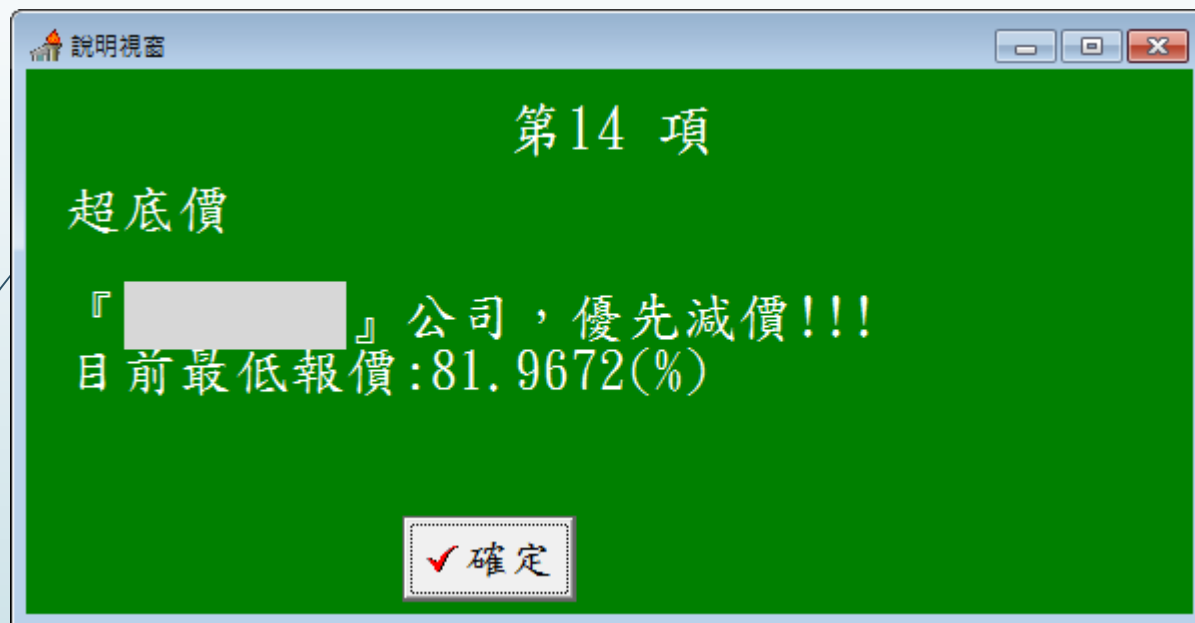 說明視窗
第14 項
超底價
『 』公司,優先減價!!!
目前最低報價:81.9672(%)
確定